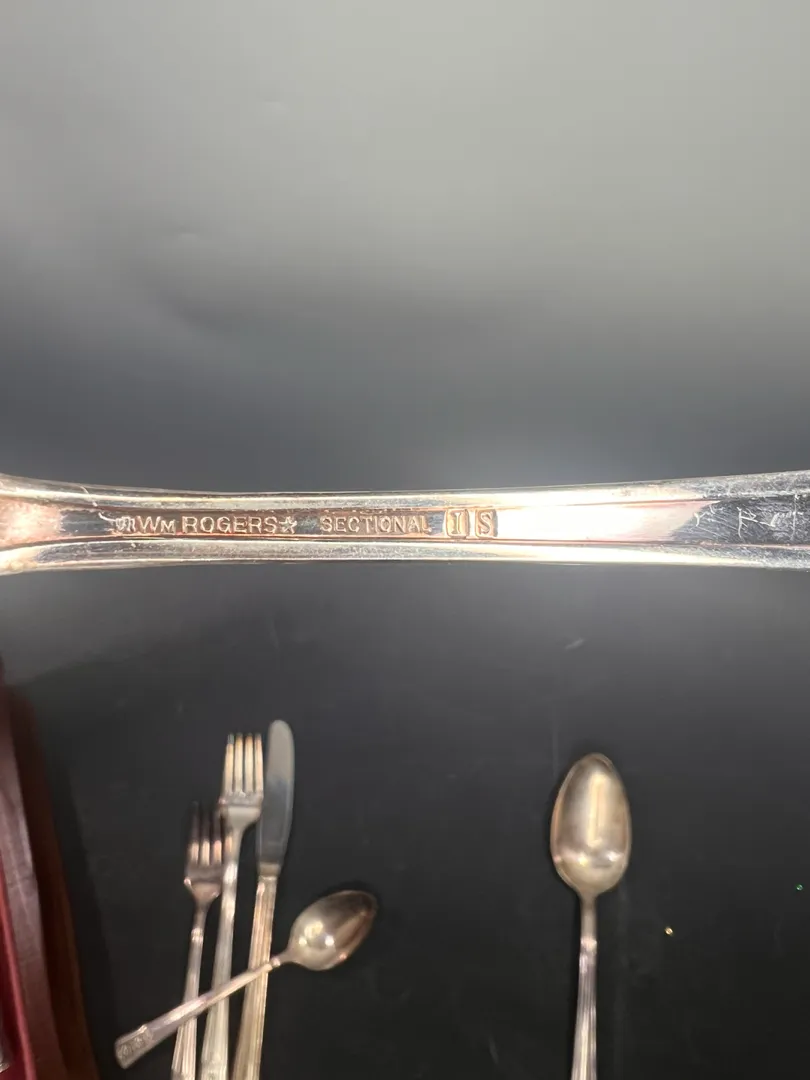 Wm ROGERS☆ SECTIONAL IS